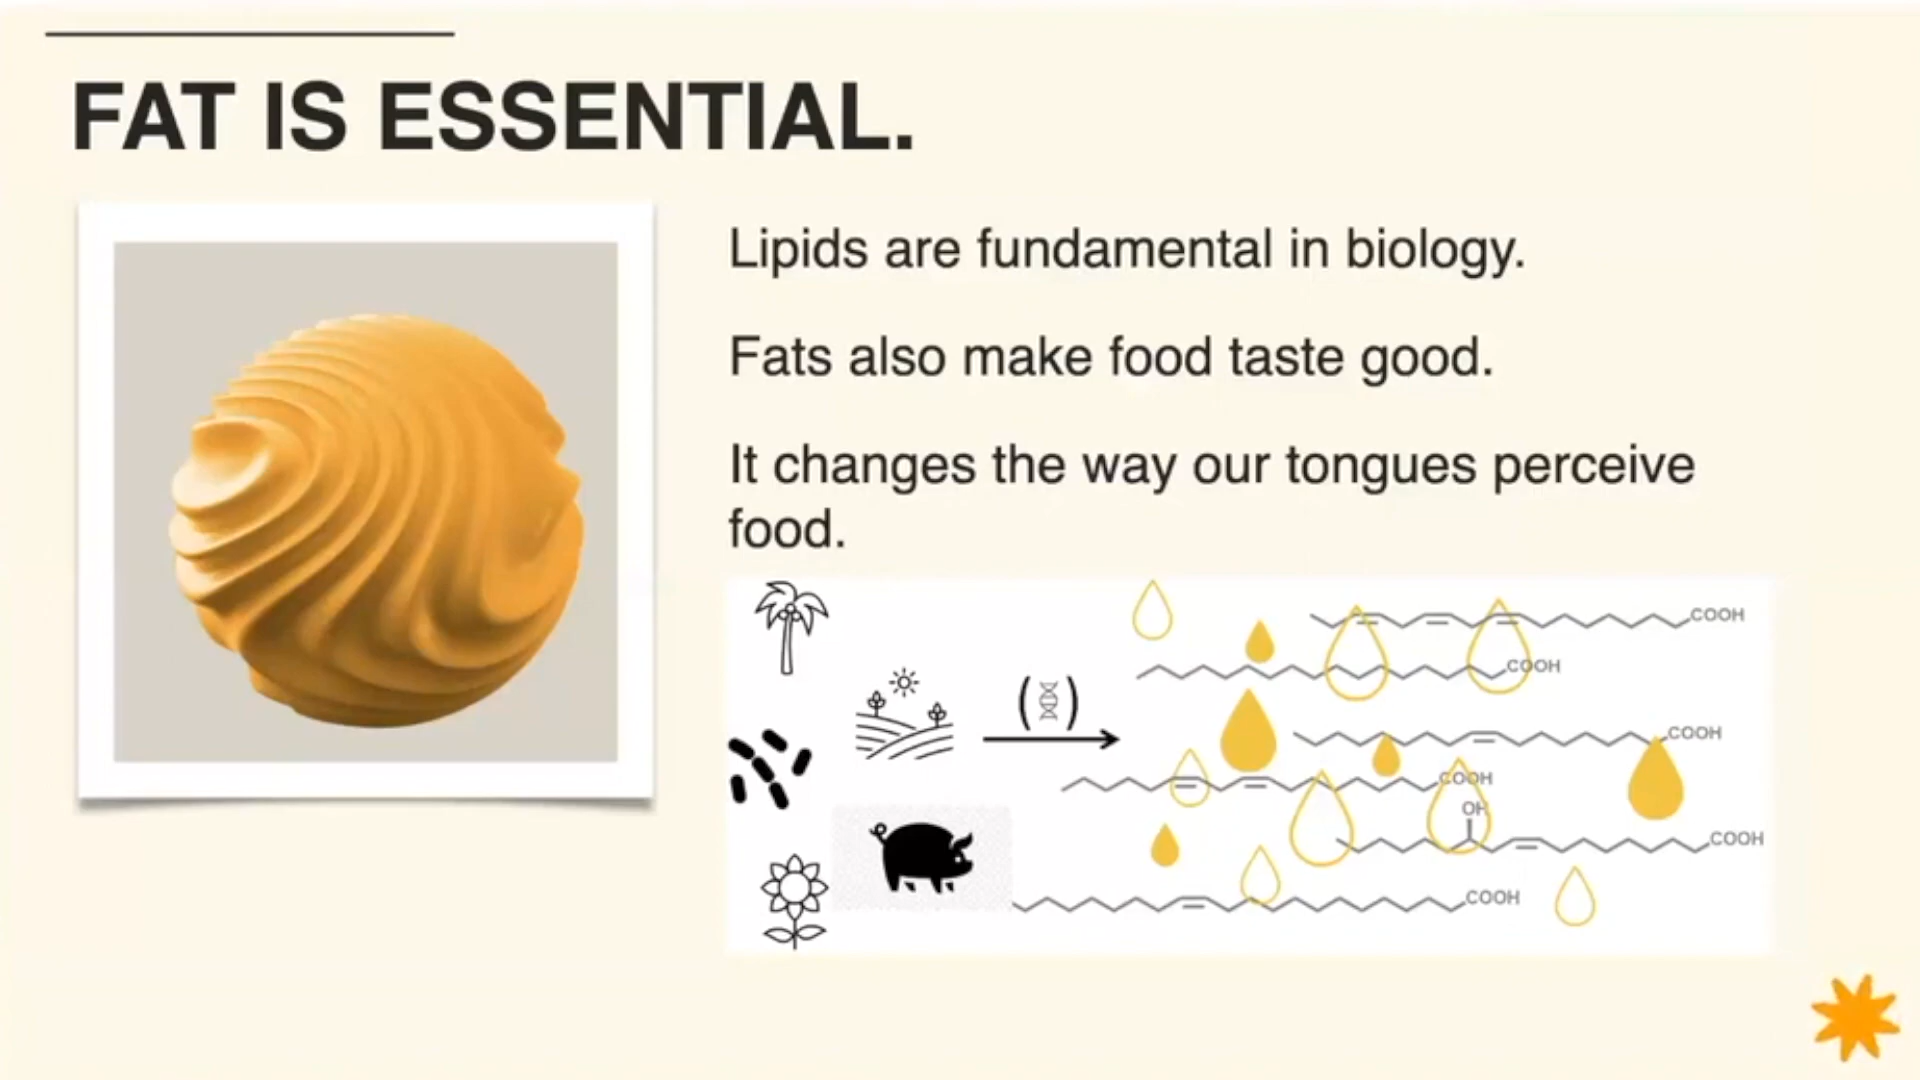 FAT IS ESSENTIAL.
Lipids are fundamental in biology.
Fats also make food taste good.
It changes the way our tongues perceive
food.
COOH
COOH
COOH
COOH
OH
COOH
COOH